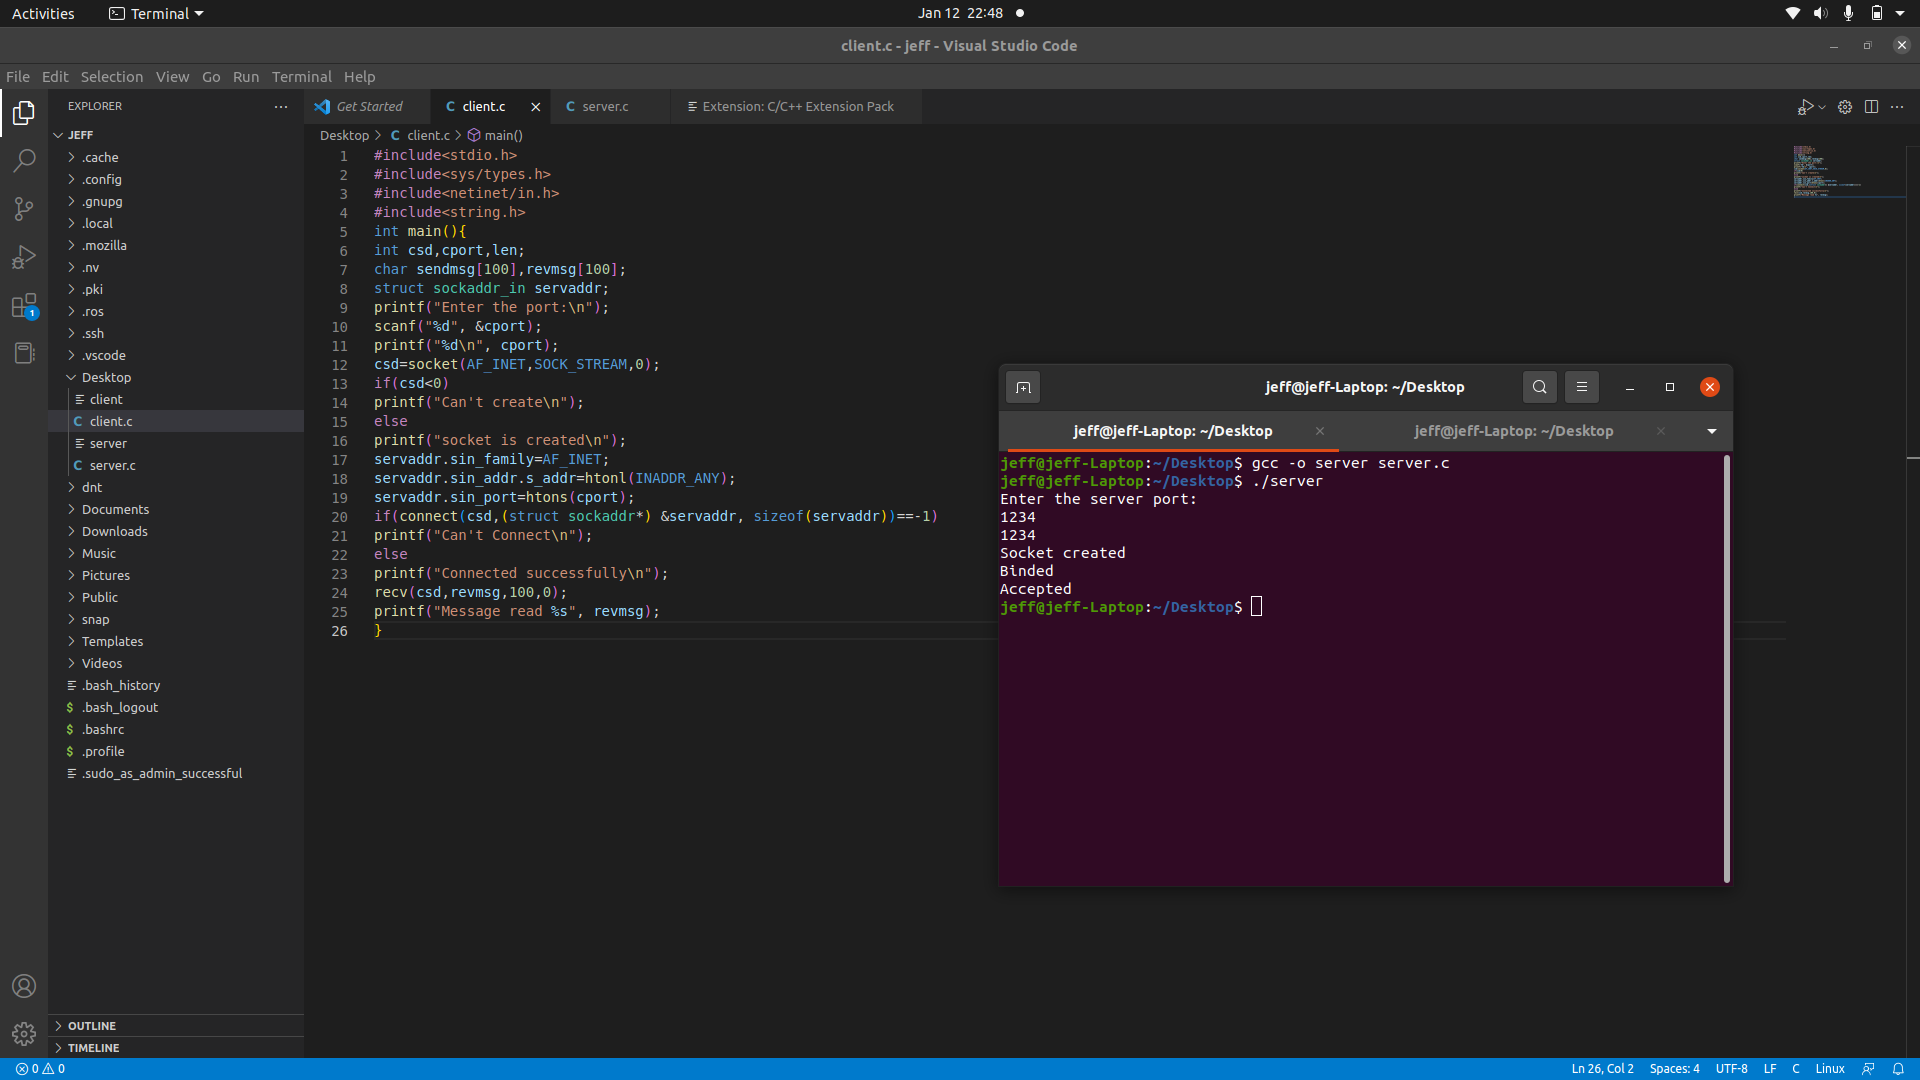 Activities
Terminal
Jan 12 22:48
client.c - jeff - Visual Studio Code
File Edit Selection View Go Run Terminal Help
EXPLORER
Get Started
client.c
server.c
Extension: C/C++ Extension Pack
JEFF
.cache
.config
.gnupg
.local
.mozilla
.nv
.pki
.ros
.ssh
.vscode
Desktop
client
C client.c
server
C server.c
dnt
Documents
Downloads
Music
Pictures
Public
snap
Templates
Videos
.bash_history
$ .bash_logout
$ .bashrc
$ .profile
.sudo_as_admin_successful
OUTLINE
TIMELINE
1
Desktop > C client.c > main()
1 #include<stdio.h>
2 #include<sys/types.h>
3 #include<netinet/in.h>
4 #include<string.h>
5 int main(){
6 int csd,cport,len;
7 char sendmsg[100],revmsg[100];
8 struct sockaddr_in servaddr;
9 printf("Enter the port:\n");
10 scanf("%d", &cport);
11 printf("%d\n", cport);
12 csd=socket(AF_INET,SOCK_STREAM,0);
13 if(csd<0)
14 printf("Can't create\n");
15 else
16 printf("socket is created\n");
17 servaddr.sin_family=AF_INET;
18 servaddr.sin_addr.s_addr=htonl(INADDR_ANY);
19 servaddr.sin_port=htons(cport);
20 if(connect(csd,(struct sockaddr*) &servaddr, sizeof(servaddr))==-1)
21 printf("Can't Connect\n");
22 else
23 printf("Connected successfully\n");
24 recv(csd,revmsg,100,0);
25 printf("Message read %s", revmsg);
26 }
jeff@jeff-Laptop: ~/Desktop
jeff@jeff-Laptop: ~/Desktop
jeff@jeff-Laptop: ~/Desktop
jeff@jeff-Laptop:~/Desktop$ gcc -o server server.c
jeff@jeff-Laptop:~/Desktop$ ./server
Enter the server port:
1234
1234
Socket created
Binded
Accepted
jeff@jeff-Laptop:~/Desktop$
0 0
Ln 26, Col 2 Spaces: 4 UTF-8 LF C Linux